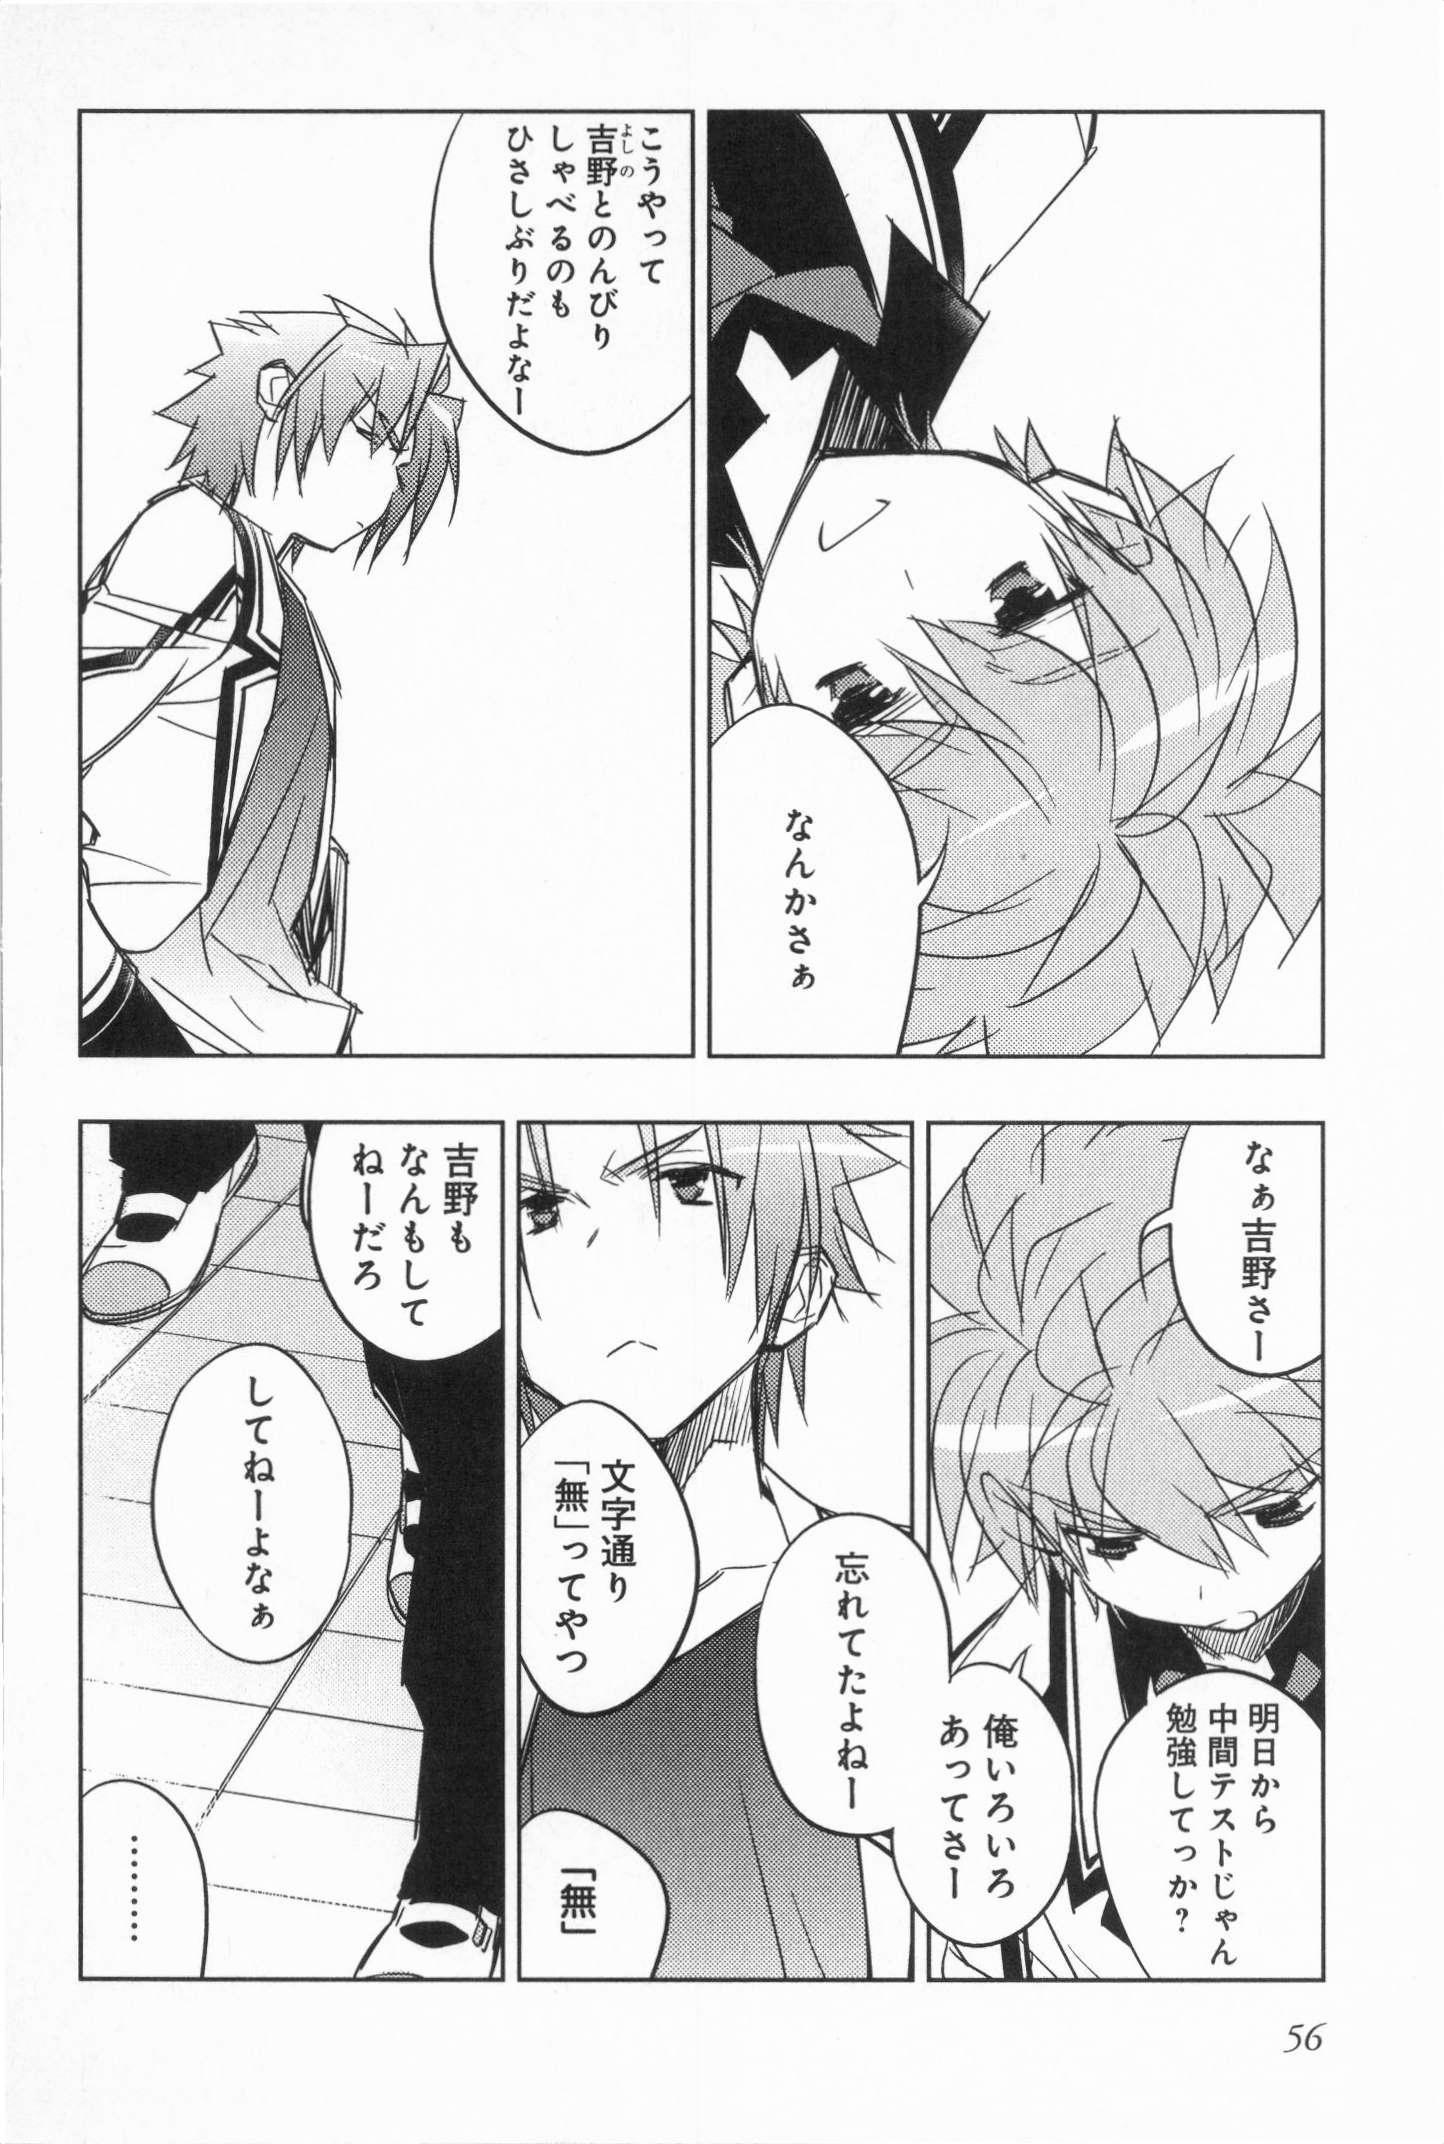 なんかさぁ
こうやって
吉野とのんびり
しゃべるのも
ひさしぶりだよなー
よしの
なぁ吉野さー
明日から
中間テストじゃん
勉強してっか?
俺いろいろ
あってさー
忘れてたよねー
文字通り
「無」ってやつ
「無」
吉野も
なんもして
ねーだろ
してねーよなぁ
………
56